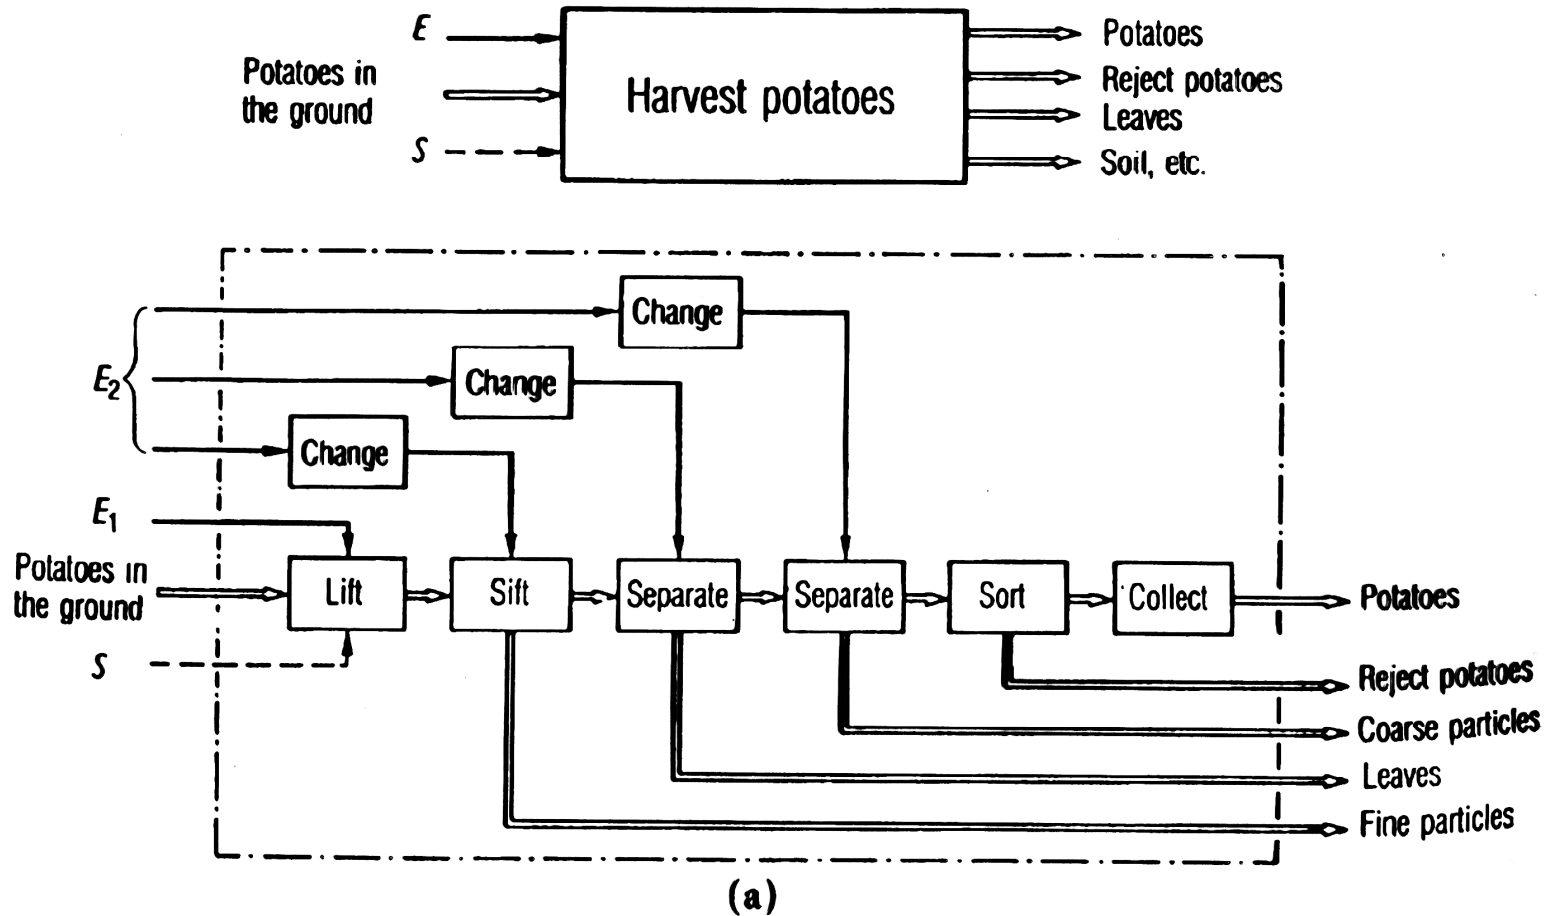 E
Potatoes in
the ground
S
Harvest potatoes
Potatoes
Reject potatoes
Leaves
Soil, etc.
Change
Change
Change
E2
E1
Potatoes in
the ground
S
Lift
Sift
Separate
Separate
Sort
Collect
Potatoes
Reject potatoes
Coarse particles
Leaves
Fine particles
(a)